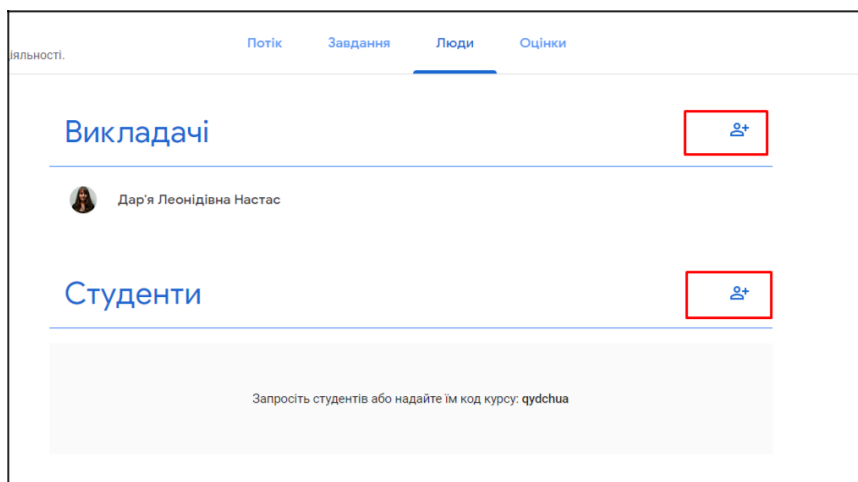 Потік Завдання Люди Оцінки
іяльності.
Викладачі
Дар'я Леонідівна Настас
Студенти
Запросіть студентів або надайте їм код курсу: qydchua